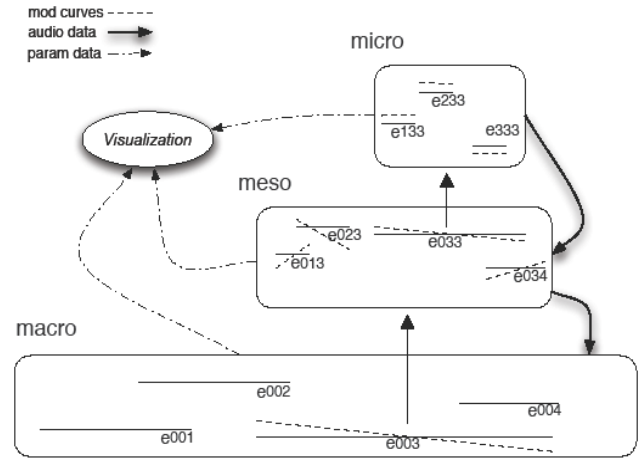 mod curves
audio data
param data
micro
e233
e133
e333
Visualization
meso
e023
e033
e013
e034
macro
e002
e004
e001
e003